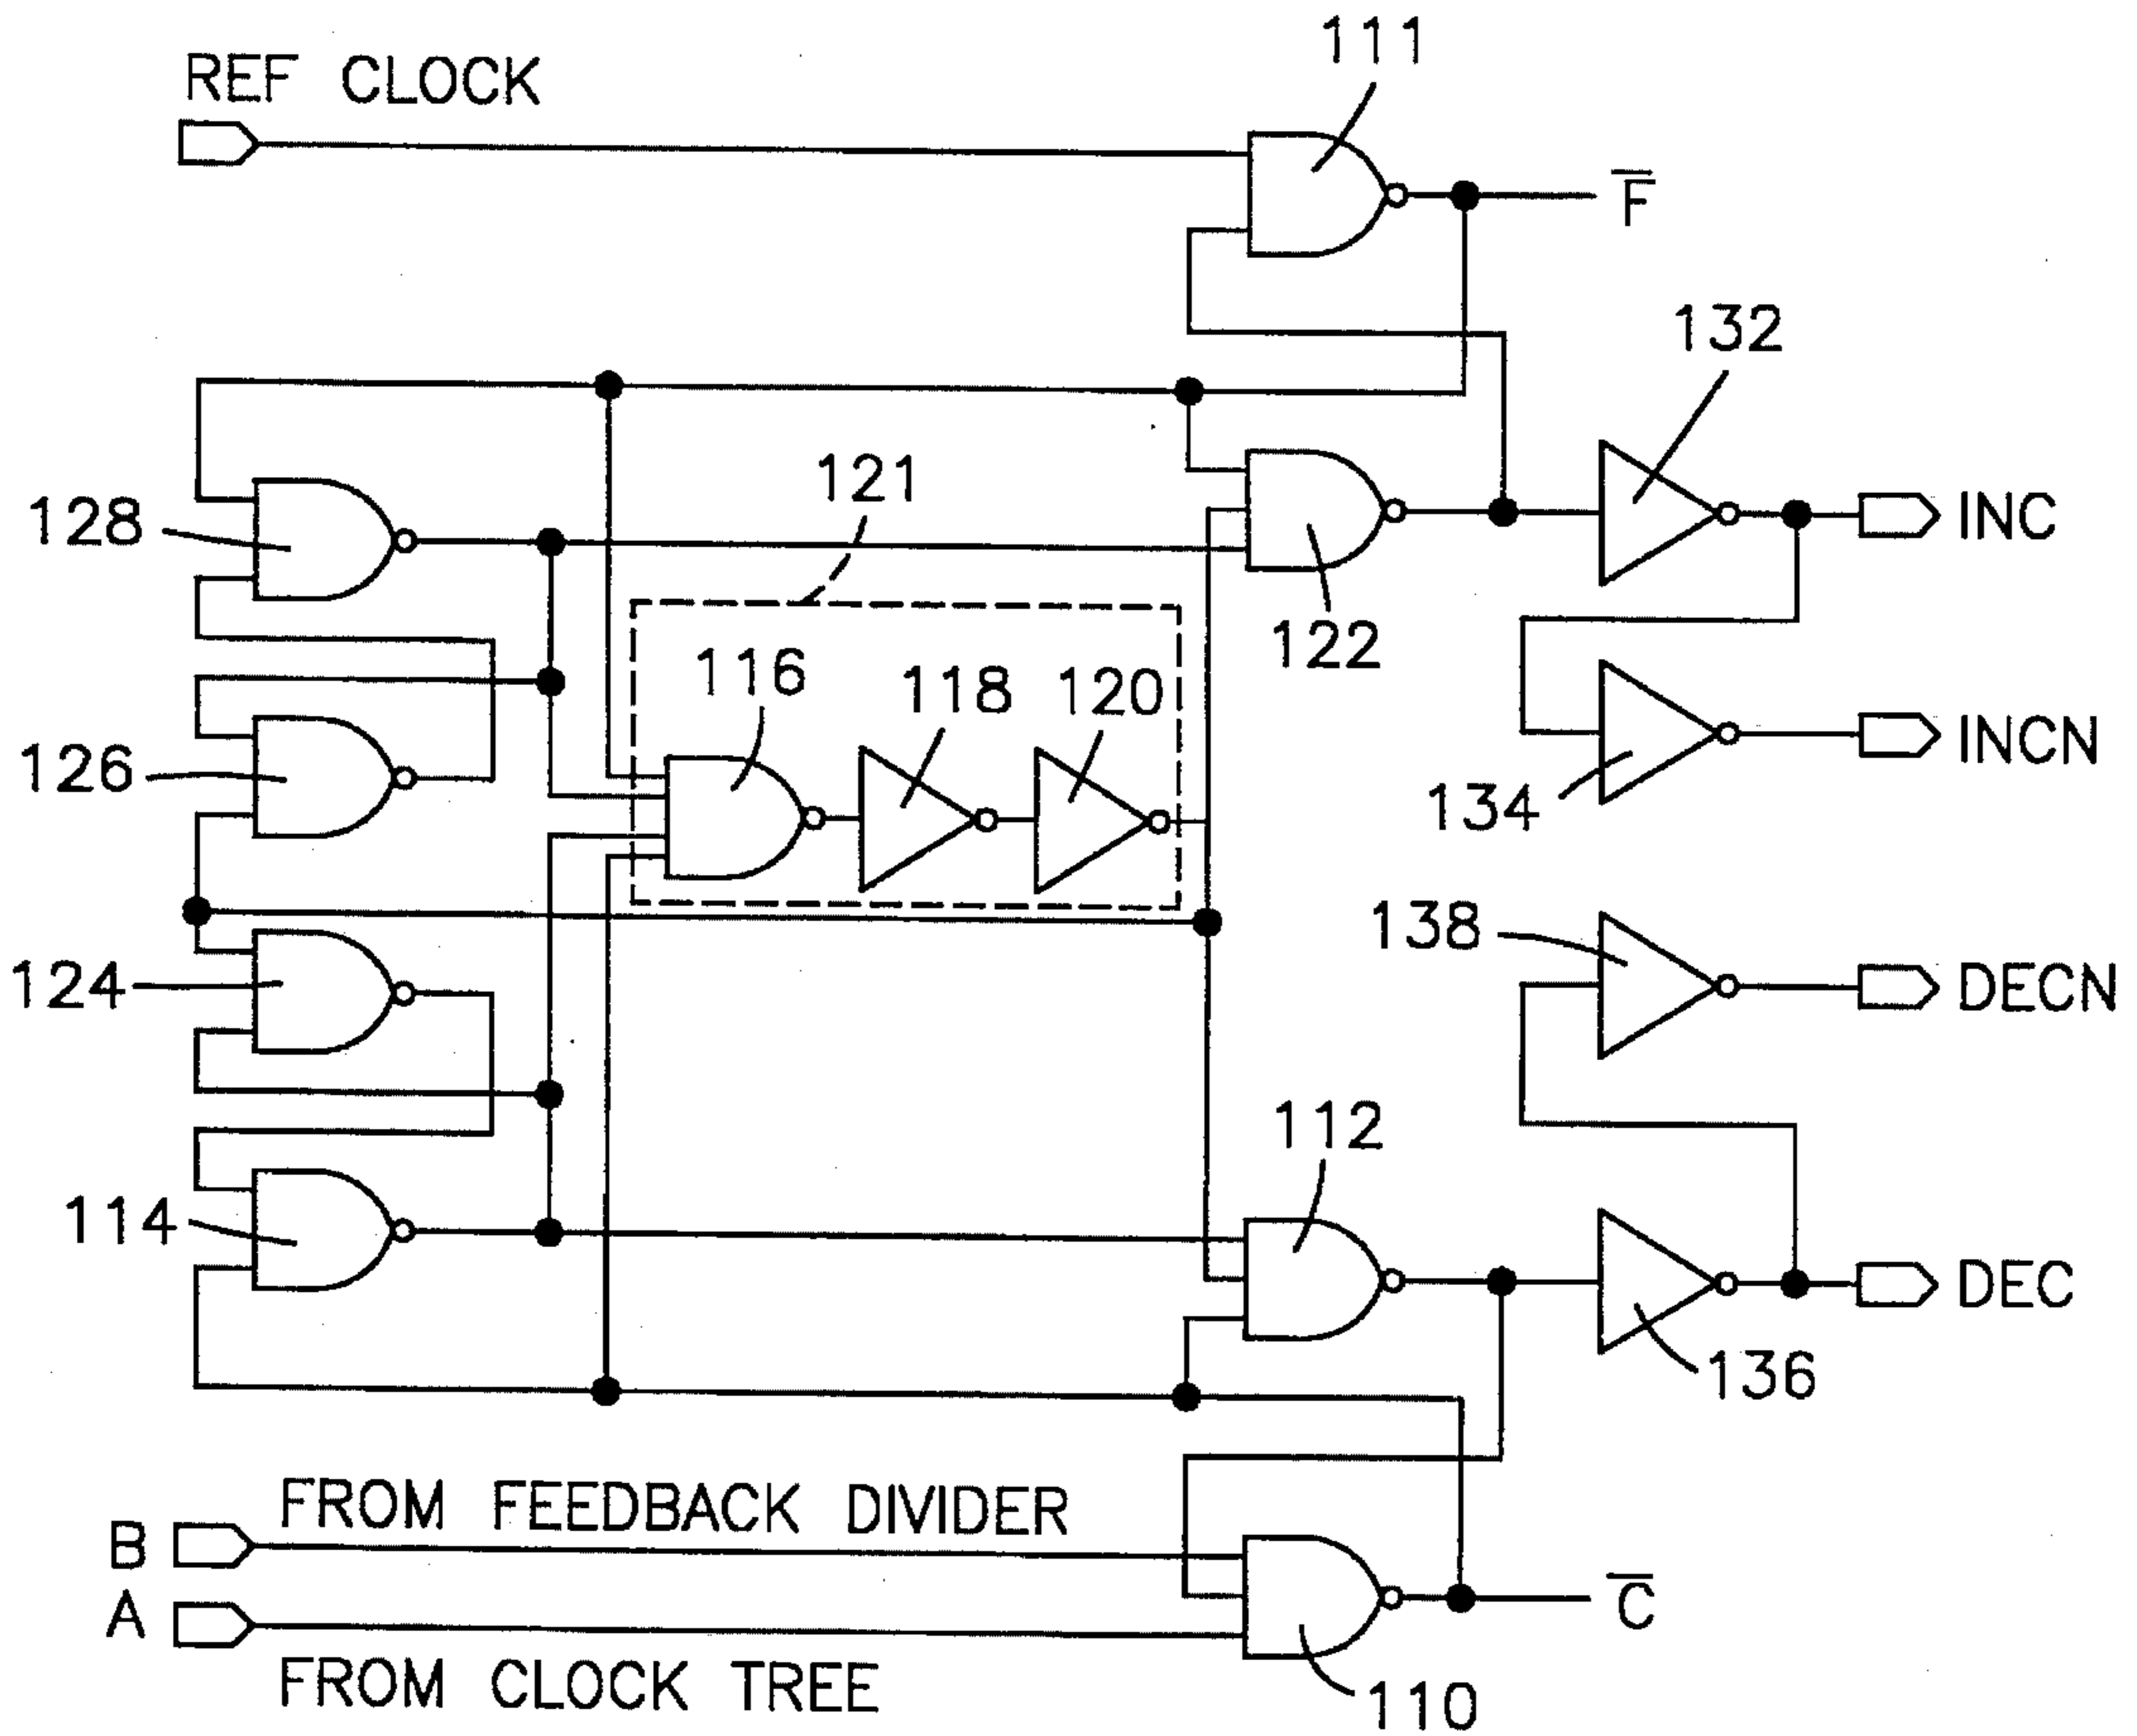 111
REF CLOCK
F
132
121
128
INC
122
116
118
120
126
INCN
134
138
124
DECN
112
114
DEC
136
FROM FEEDBACK DIVIDER
B
C
A
FROM CLOCK TREE
110